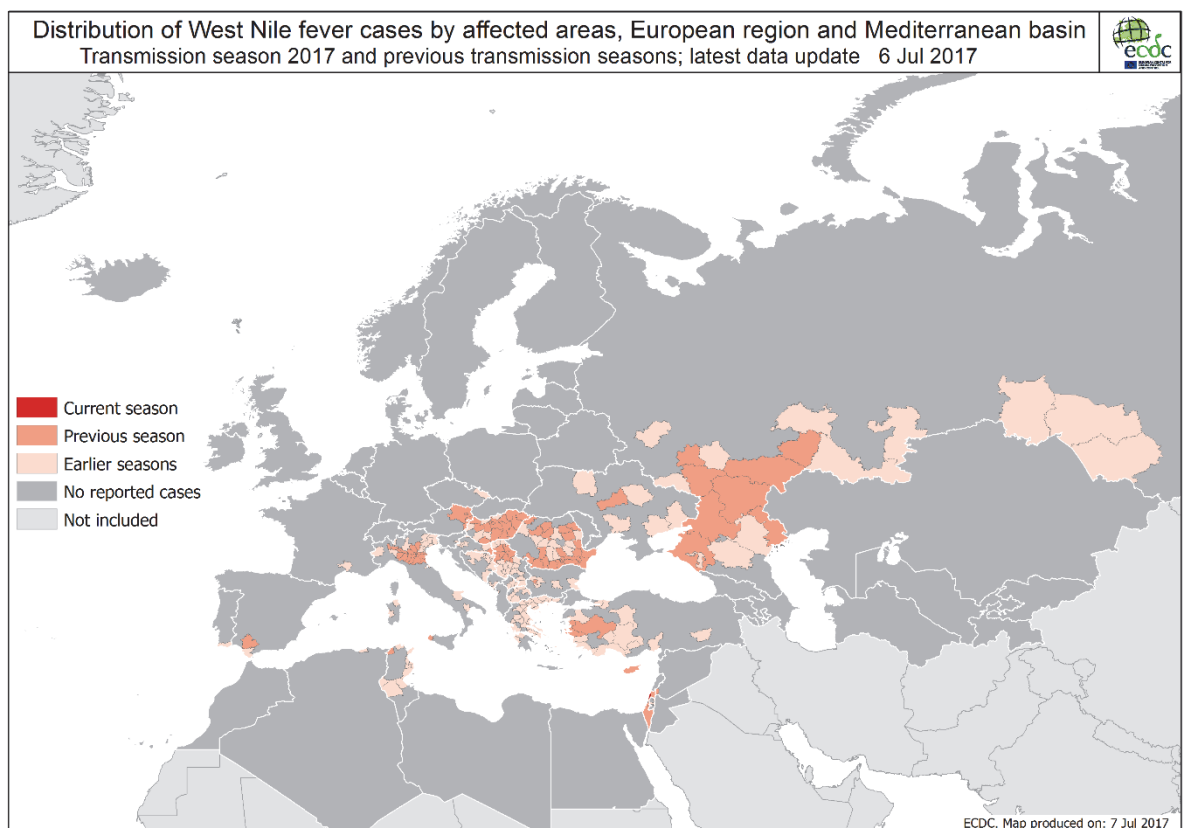 Distribution of West Nile fever cases by affected areas, European region and Mediterranean basin
Transmission season 2017 and previous transmission seasons; latest data update 6 Jul 2017
ecdc
Current season
Previous season
Earlier seasons
No reported cases
Not included
ECDC. Map produced on: 7 Jul 2017